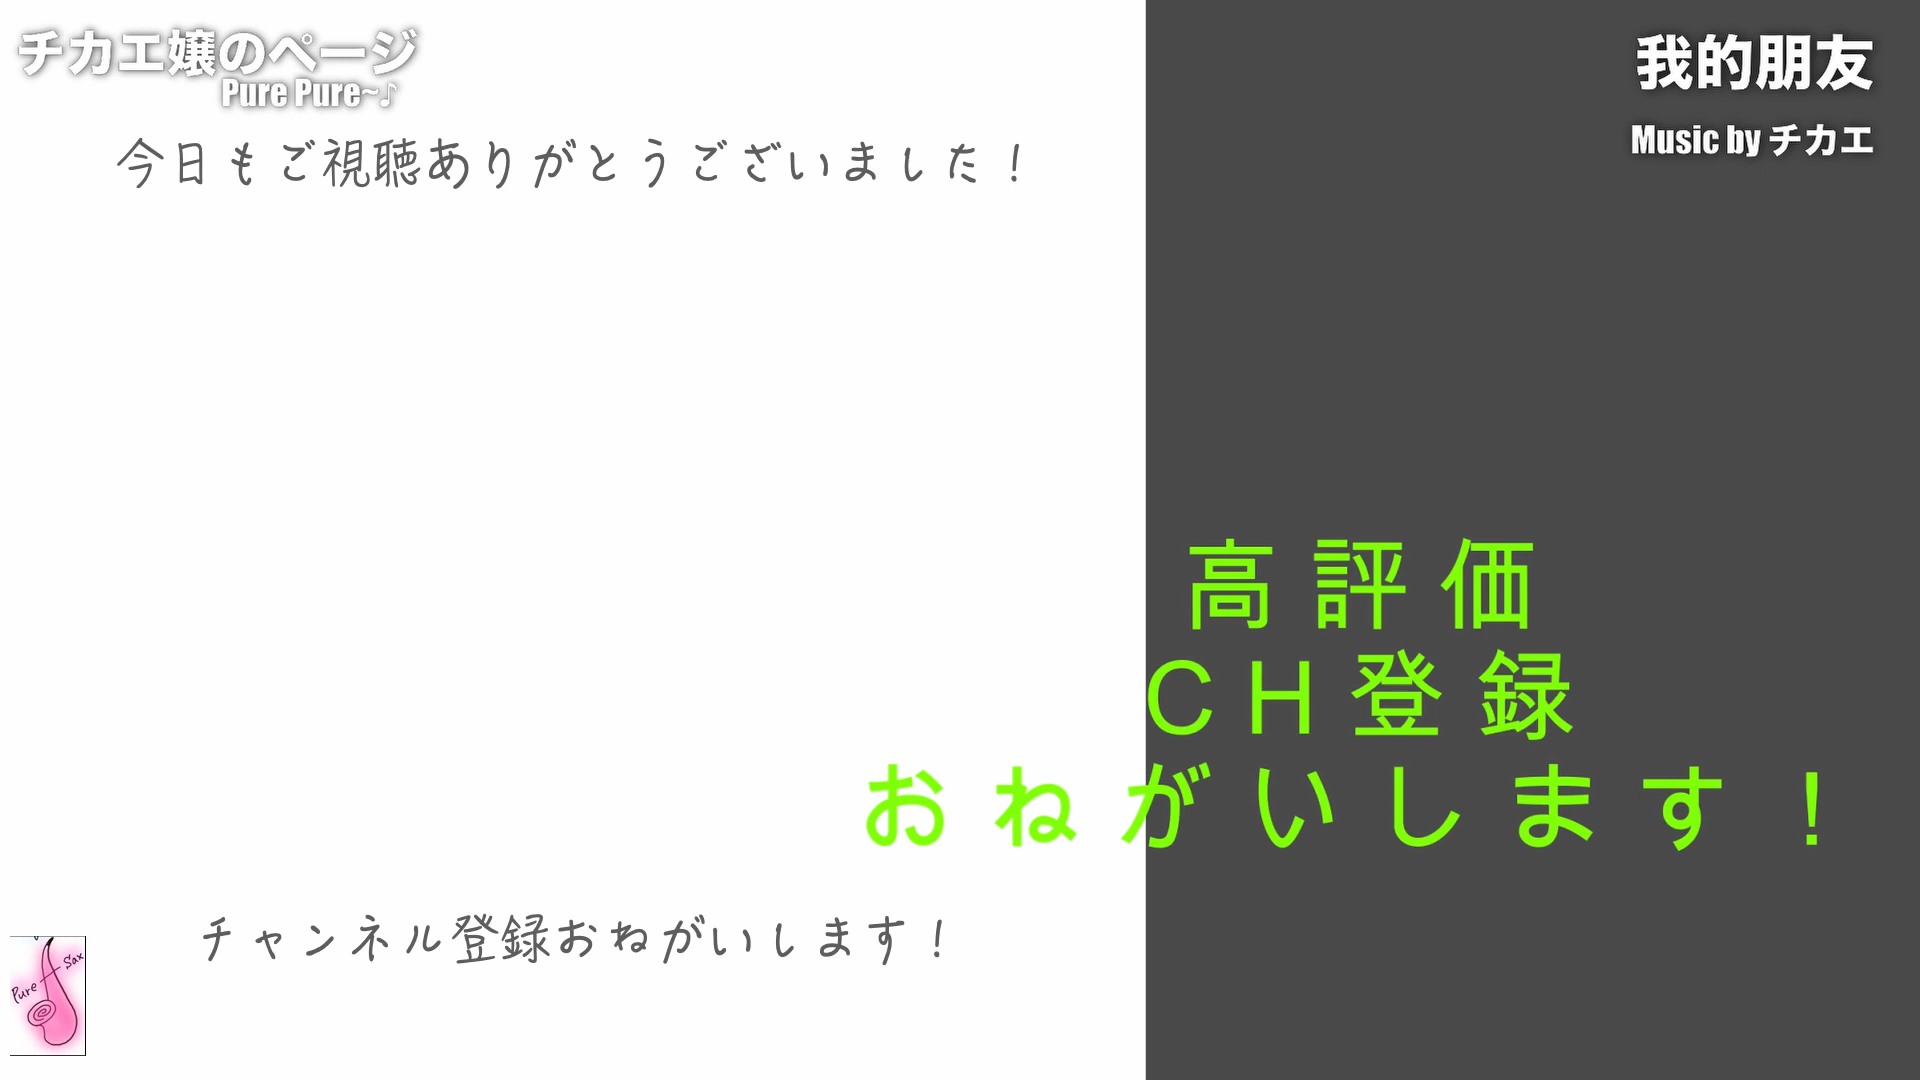 チカエ嬢のページ
Pure Pure~♪
我的朋友
Music by チカエ
今日もご視聴ありがとうございました！
高評価
CH登録
おねがいします！
チャンネル登録おねがいします！
Pure Sax